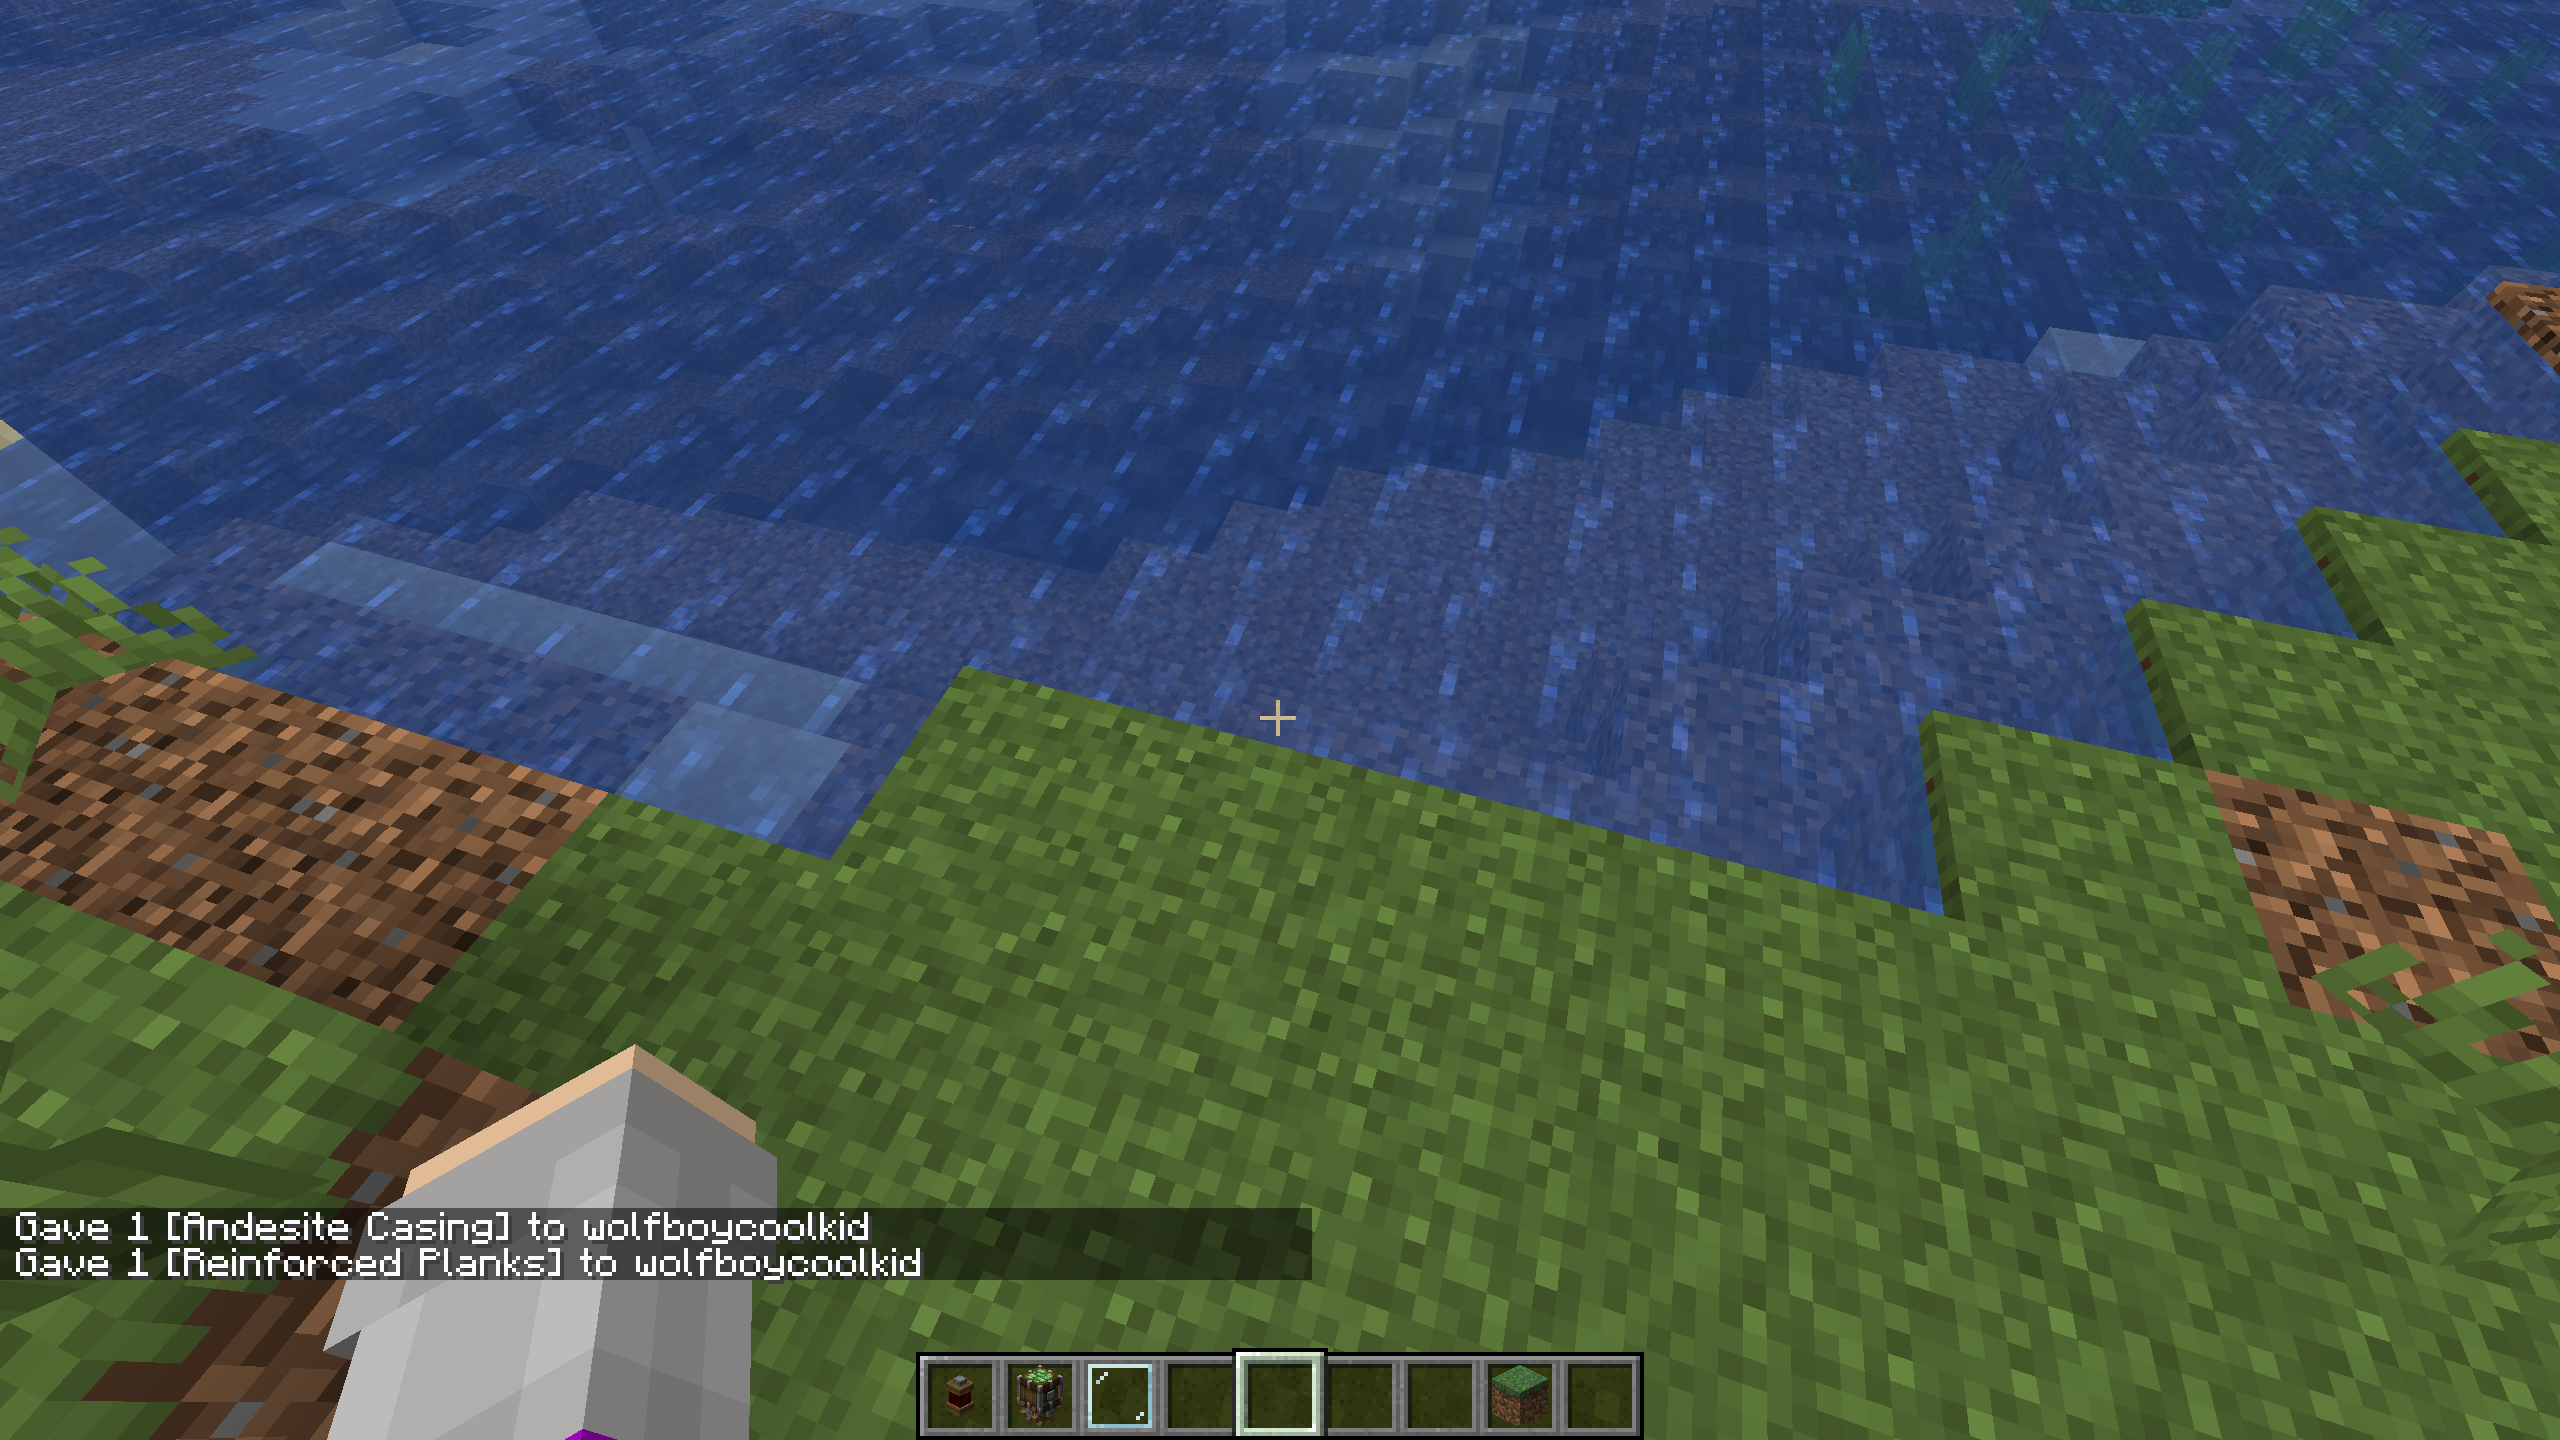 Gave 1 [Andesite Casing] to wolfboycoolkid
Gave 1 [Reinforced Planks] to wolfboycoolkid